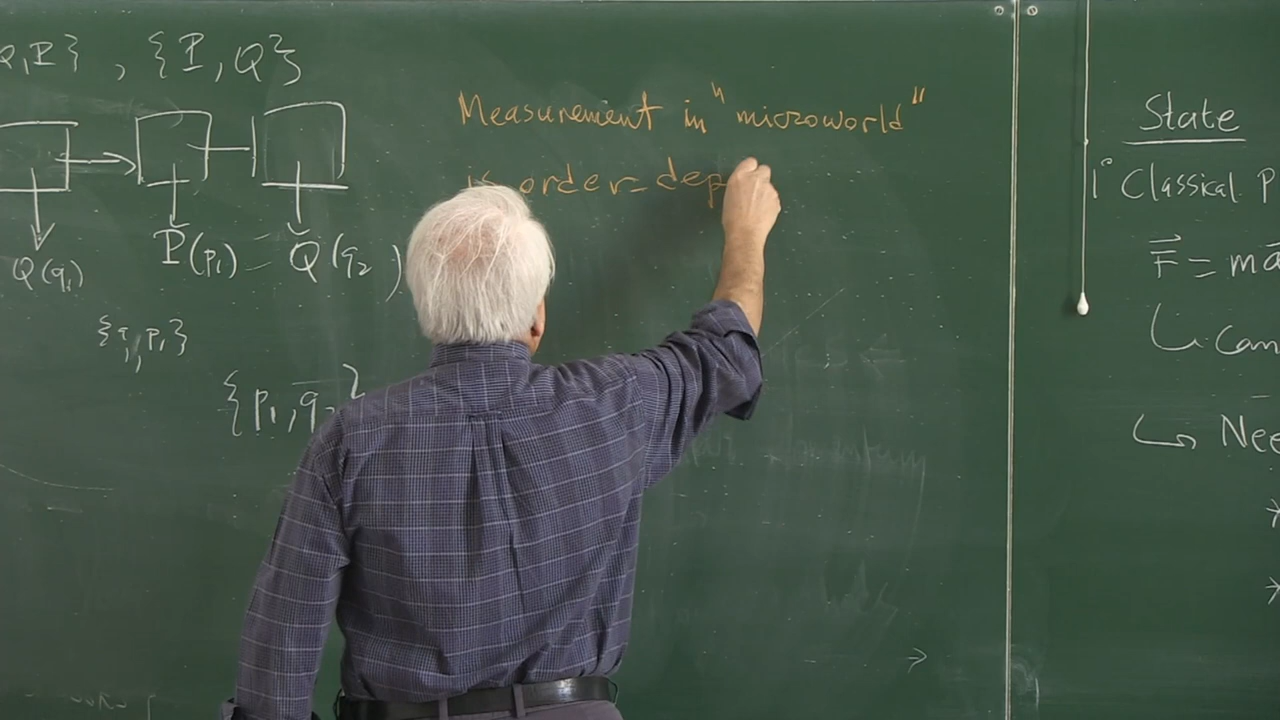 Q,P} , {P,Q²}
Q(q₁)
P(p₁) – Q(q₂)
{q₁,p₁}
{p₁,q₂}
Measurement in "microworld"
is order-dep
State
1° Classical P
F⃗ = ma⃗
↳ can
↳ Nee